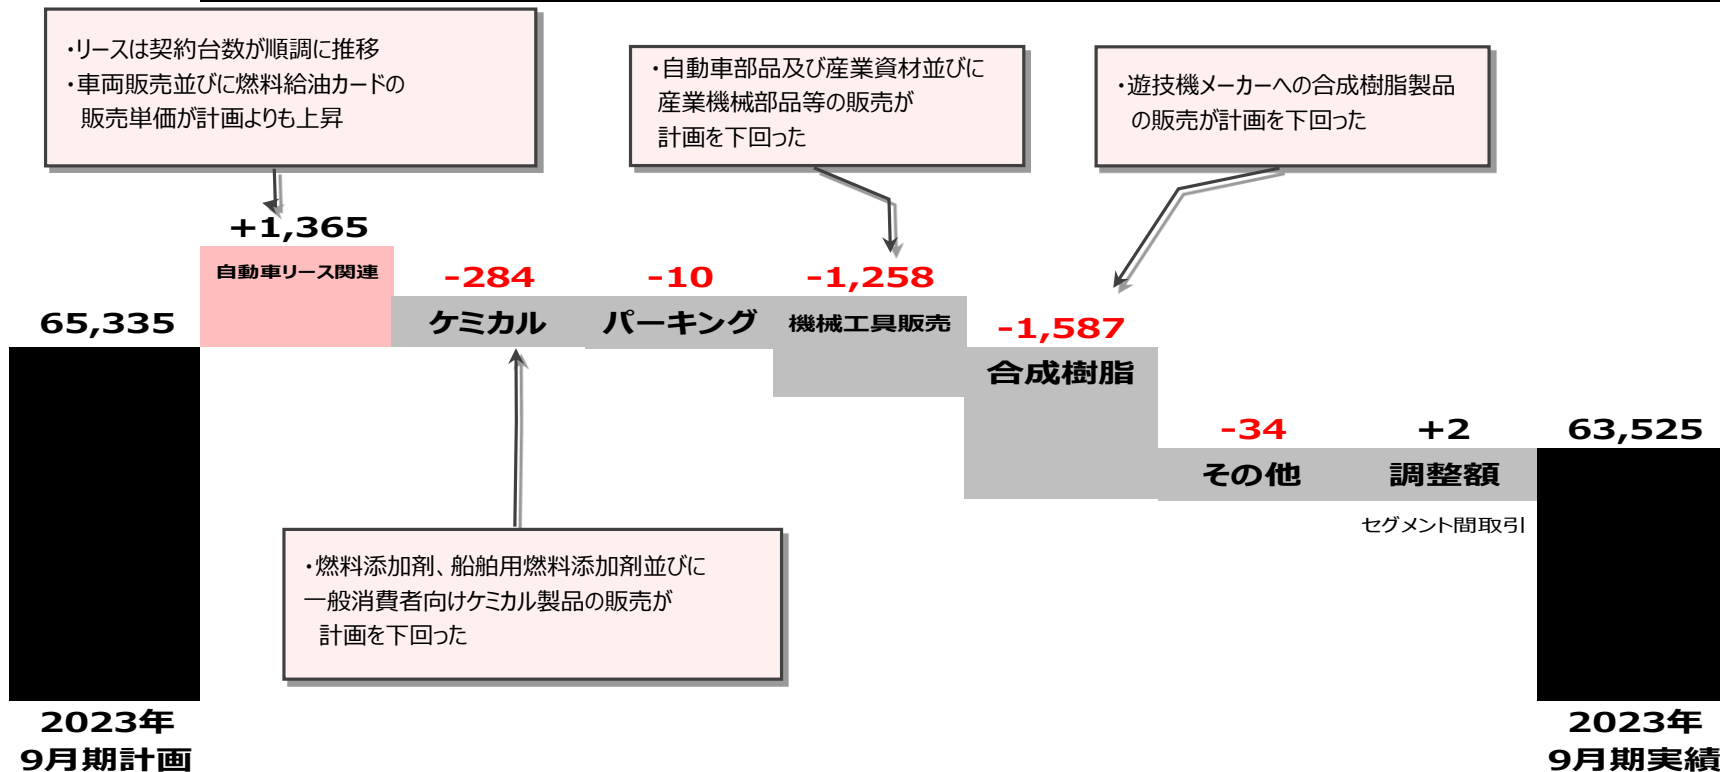 ・リースは契約台数が順調に推移
・車両販売並びに燃料給油カードの
販売単価が計画よりも上昇
・自動車部品及び産業資材並びに
産業機械部品等の販売が
計画を下回った
・遊技機メーカーへの合成樹脂製品
の販売が計画を下回った
+1,365
自動車リース関連
-284
ケミカル
-10
パーキング
-1,258
機械工具販売
65,335
-1,587
合成樹脂
-34
その他
+2
調整額
セグメント間取引
63,525
・燃料添加剤、船舶用燃料添加剤並びに
一般消費者向けケミカル製品の販売が
計画を下回った
2023年
9月期計画
2023年
9月期実績